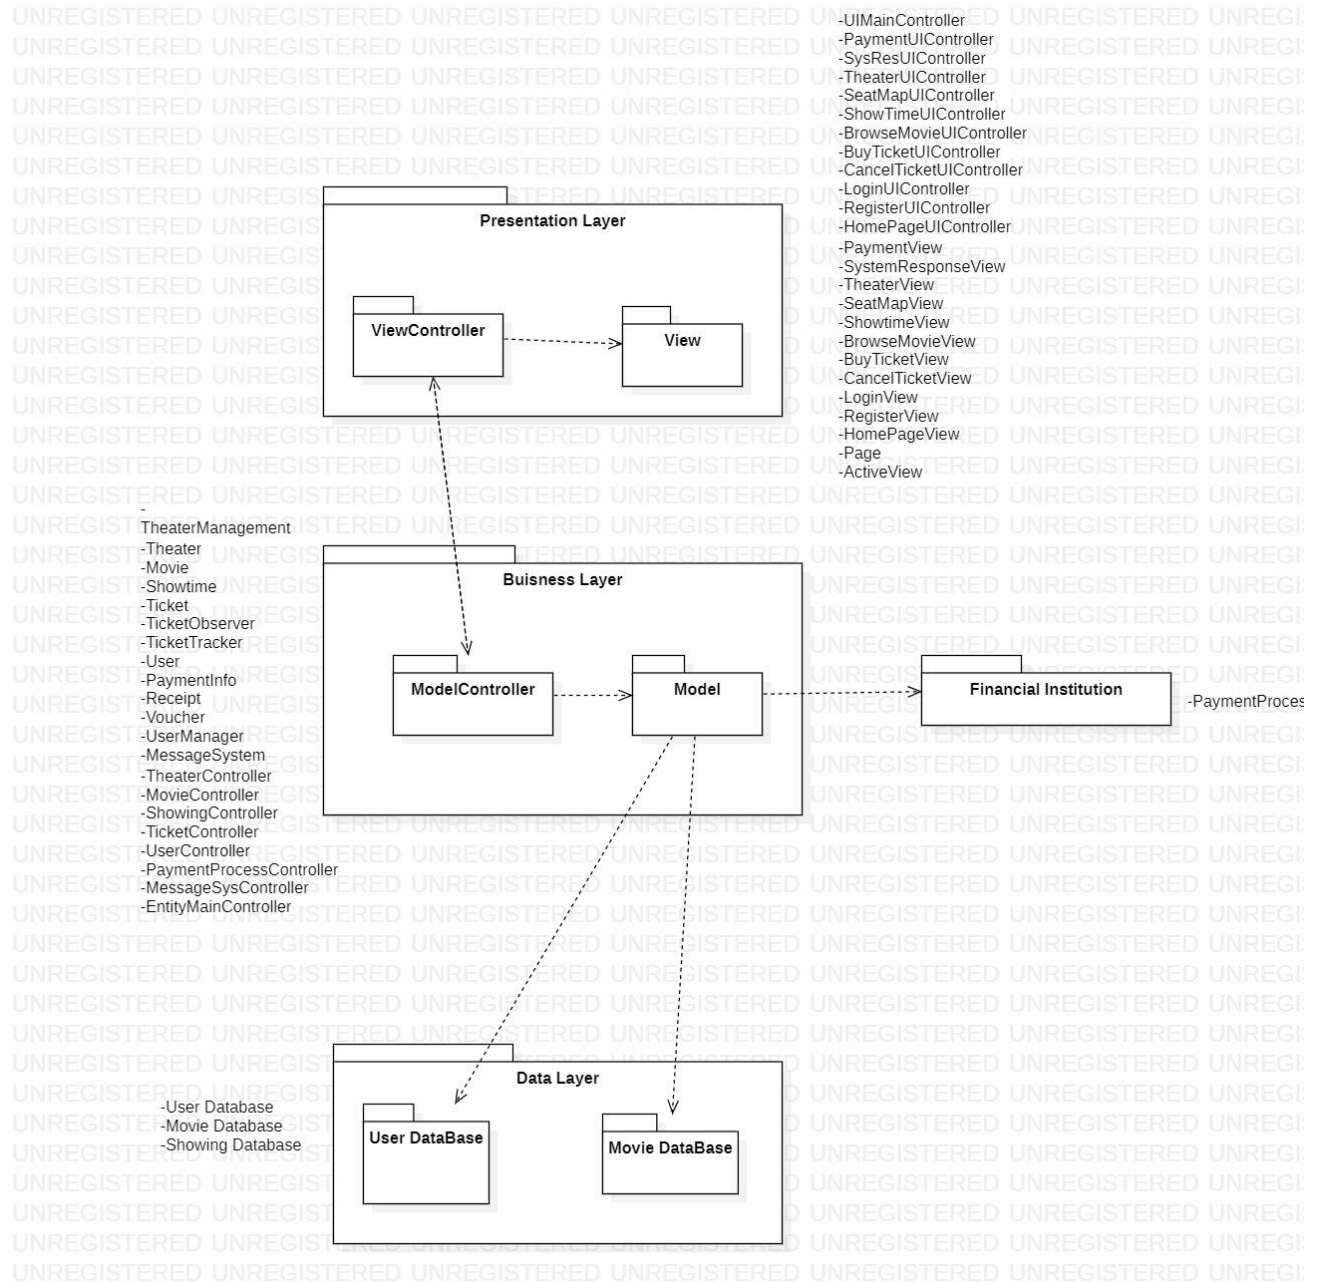 -UIMainController
-PaymentUIController
-SysResUIController
-TheaterUIController
-SeatMapUIController
-ShowTimeUIController
-BrowseMovieUIController
-BuyTicketUIController
-CancelTicketUIController
-LoginUIController
-RegisterUIController
-HomePageUIController
-PaymentView
-SystemResponseView
-TheaterView
-SeatMapView
-ShowtimeView
-BrowseMovieView
-BuyTicketView
-CancelTicketView
-LoginView
-RegisterView
-HomePageView
-Page
-ActiveView
Presentation Layer
ViewController
View
-
TheaterManagement
-Theater
-Movie
-Showtime
-Ticket
-TicketObserver
-TicketTracker
-User
-PaymentInfo
-Receipt
-Voucher
-UserManager
-MessageSystem
-TheaterController
-MovieController
-ShowingController
-TicketController
-UserController
-PaymentProcessController
-MessageSysController
-EntityMainController
Buisness Layer
ModelController
Model
Financial Institution
-PaymentProces
Data Layer
User DataBase
Movie DataBase
-User Database
-Movie Database
-Showing Database